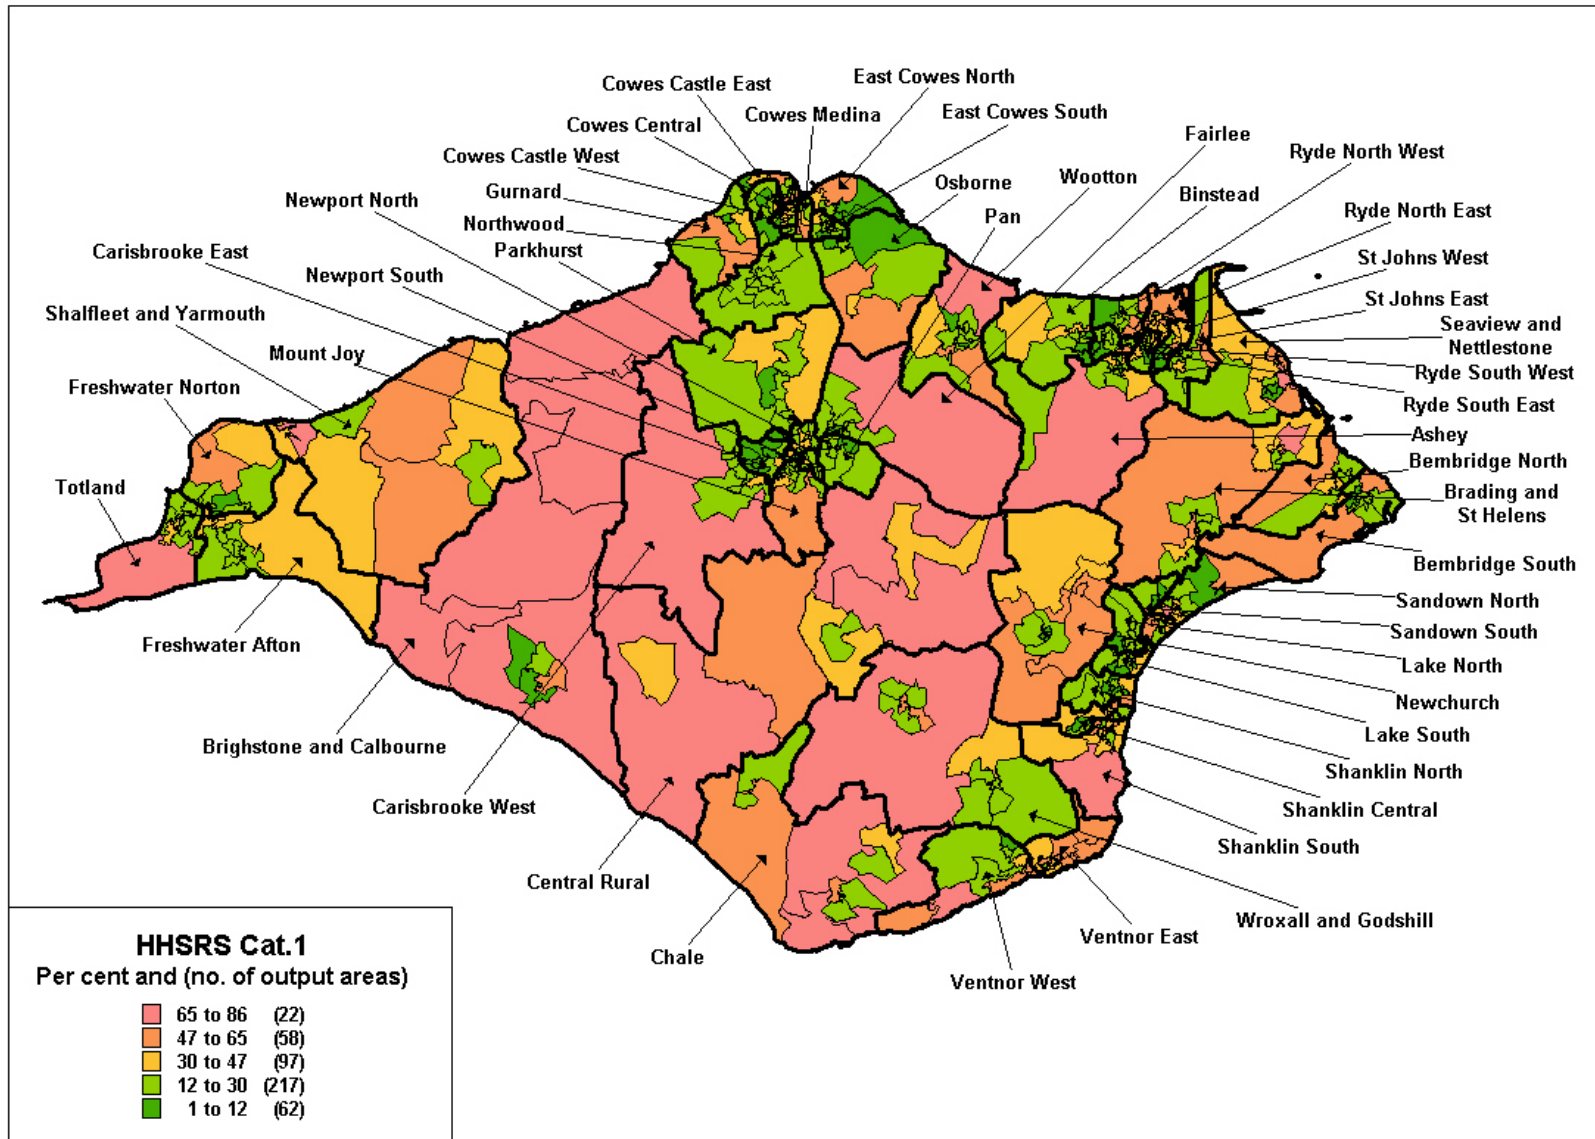 Cowes Castle East
East Cowes North
Cowes Medina
East Cowes South
Cowes Central
Fairlee
Cowes Castle West
Ryde North West
Gurnard
Wootton
Osborne
Binstead
Newport North
Ryde North East
Northwood
Pan
Parkhurst
Carisbrooke East
St Johns West
Newport South
St Johns East
Shalfleet and Yarmouth
Seaview and
Nettlestone
Mount Joy
Ryde South West
Freshwater Norton
Ryde South East
Ashey
Bembridge North
Totland
Brading and
St Helens
Bembridge South
Sandown North
Sandown South
Freshwater Afton
Lake North
Newchurch
Lake South
Brighstone and Calbourne
Shanklin North
Carisbrooke West
Shanklin Central
Shanklin South
Central Rural
Wroxall and Godshill
Ventnor East
Chale
Ventnor West
HHSRS Cat.1
Per cent and (no. of output areas)
65 to 86 (22)
47 to 65 (58)
30 to 47 (97)
12 to 30 (217)
1 to 12 (62)